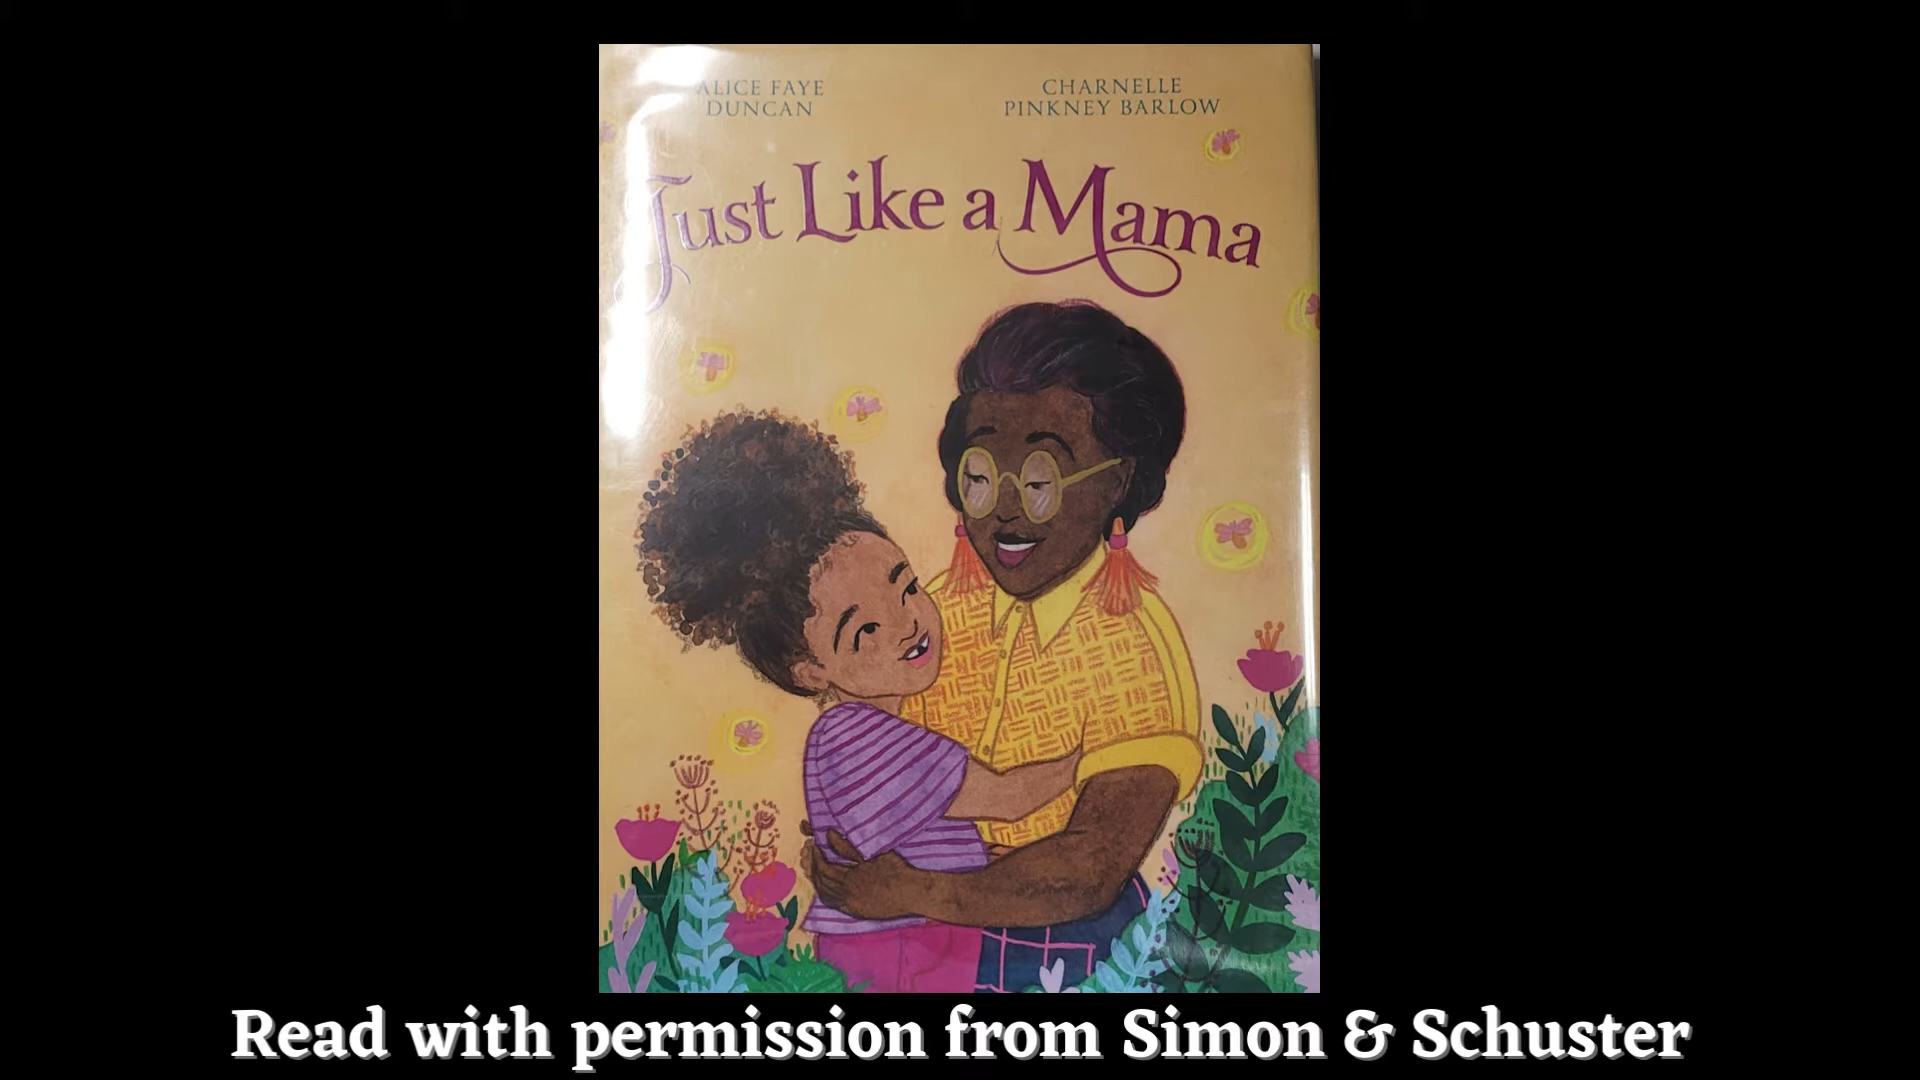 ALICE FAYE
DUNCAN
CHARNELLE
PINKNEY BARLOW
Just Like a Mama
Read with permission from Simon & Schuster